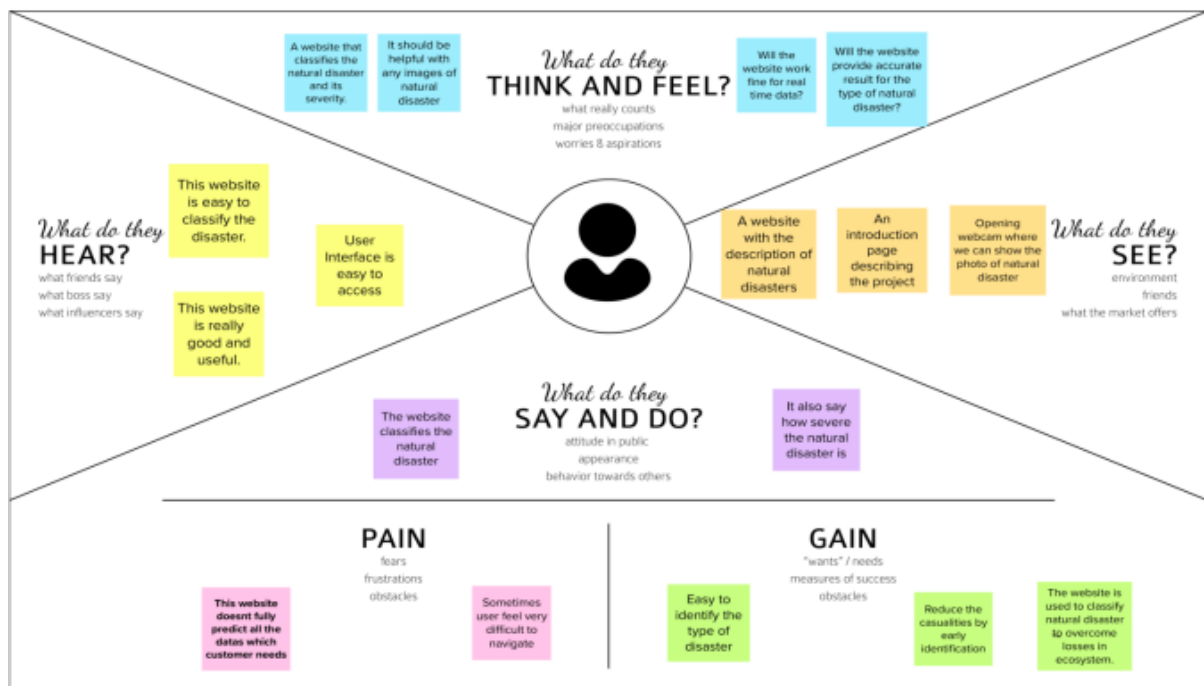 A website that
classifies the
natural disaster
and its
severity.
It should be
helpful with
any images of
natural
disaster
What do they
THINK AND FEEL?
what really counts
major preoccupations
worries & aspirations
Will the
website work
fine for real
time data?
Will the website
provide accurate
result for the
type of natural
disaster?
What do they
HEAR?
what friends say
what boss say
what influencers say
This website
is easy to
classify the
disaster.
User
Interface is
easy to
access
This website
is really
good and
useful.
A website
with the
description of
natural
disasters
An
introduction
page
describing
the project
Opening
webcam where
we can show the
photo of natural
disaster
What do they
SEE?
environment
friends
what the market offers
The website
classifies the
natural
disaster
What do they
SAY AND DO?
attitude in public
appearance
behavior towards others
It also say
how severe
the natural
disaster is
PAIN
fears
frustrations
obstacles
This website
doesnt fully
predict all the
datas which
customer needs
Sometimes
user feel very
difficult to
navigate
GAIN
"wants" / needs
measures of success
obstacles
Easy to
identify the
type of
disaster
Reduce the
casualities by
early
identification
The website is
used to classify
natural disaster
to overcome
losses in
ecosystem.